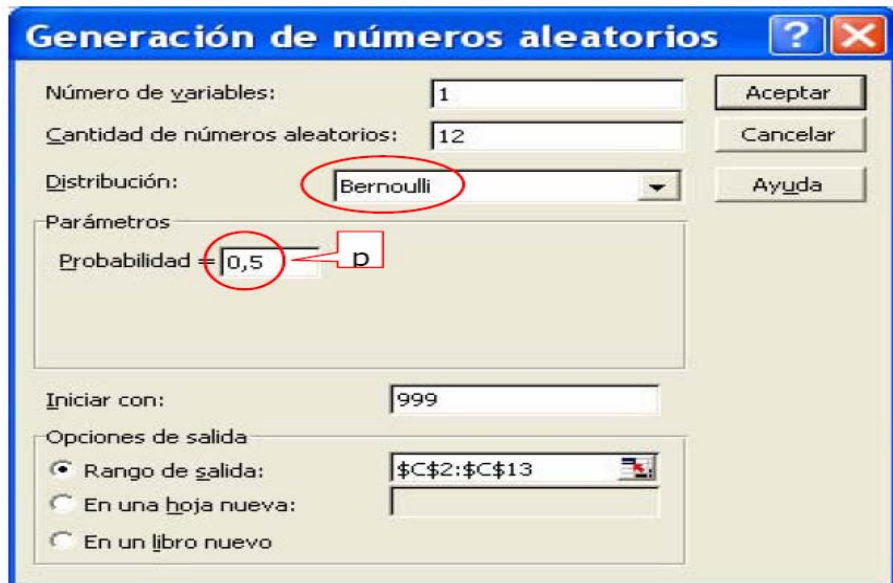 Generación de números aleatorios
Número de variables: 1 Aceptar
Cantidad de números aleatorios: 12 Cancelar
Distribución: Bernoulli Ayuda
Parámetros
Probabilidad = 0,5 p
Iniciar con: 999
Opciones de salida
Rango de salida: $C$2:$C$13
En una hoja nueva:
En un libro nuevo